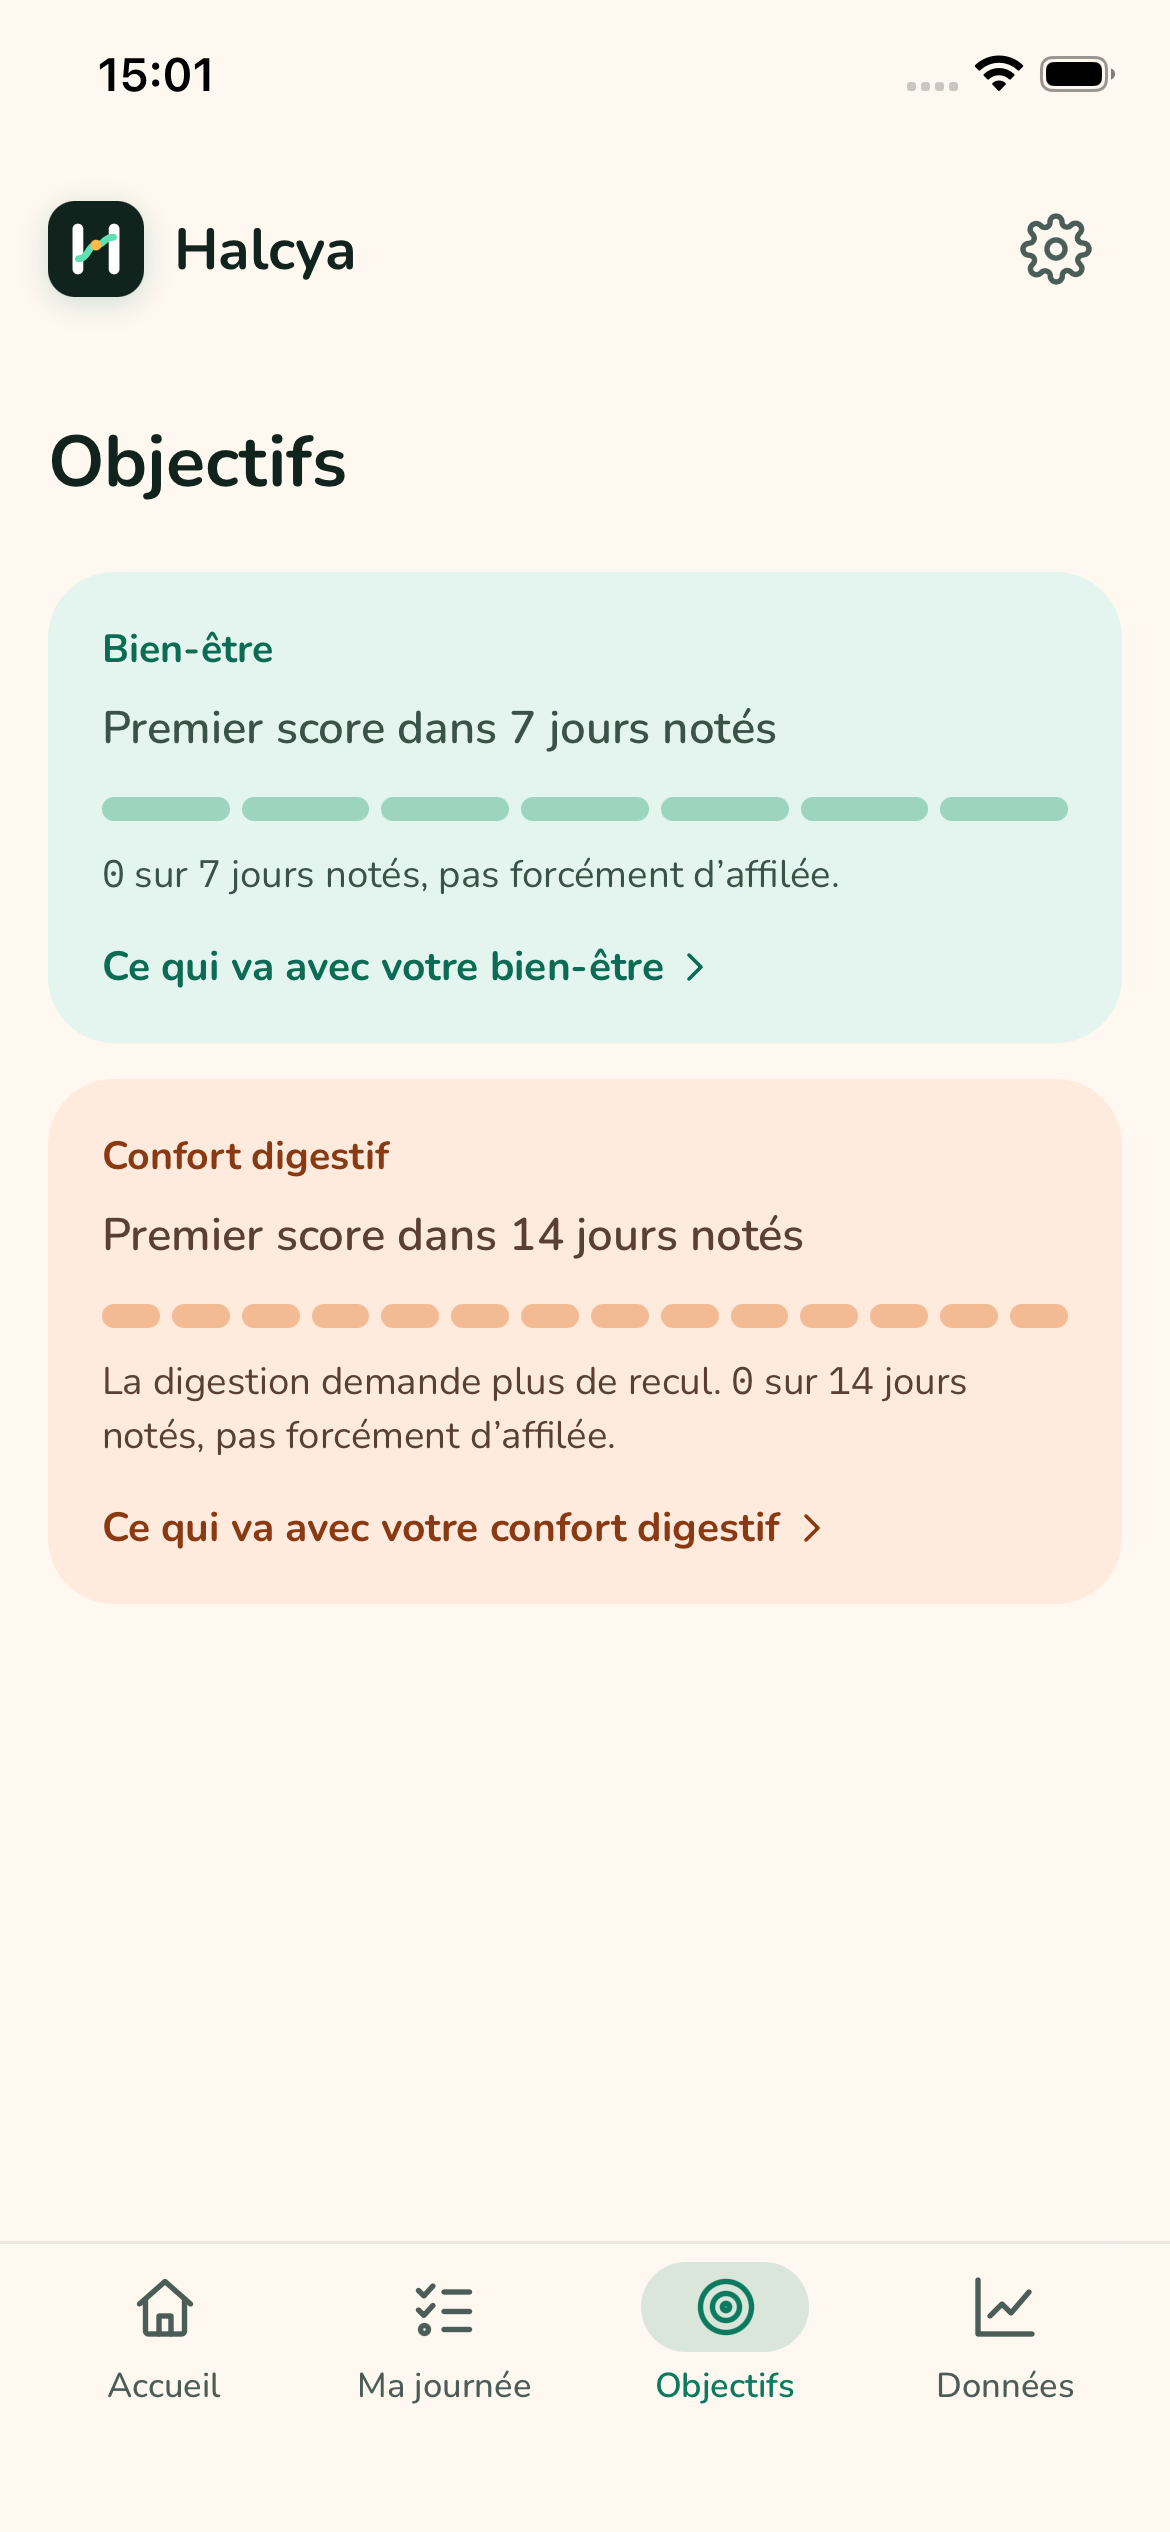 15:01
Halcya
Objectifs
Bien-être
Premier score dans 7 jours notés
0 sur 7 jours notés, pas forcément d’affilée.
Ce qui va avec votre bien-être
Confort digestif
Premier score dans 14 jours notés
La digestion demande plus de recul. 0 sur 14 jours
notés, pas forcément d’affilée.
Ce qui va avec votre confort digestif
Accueil
Ma journée
Objectifs
Données